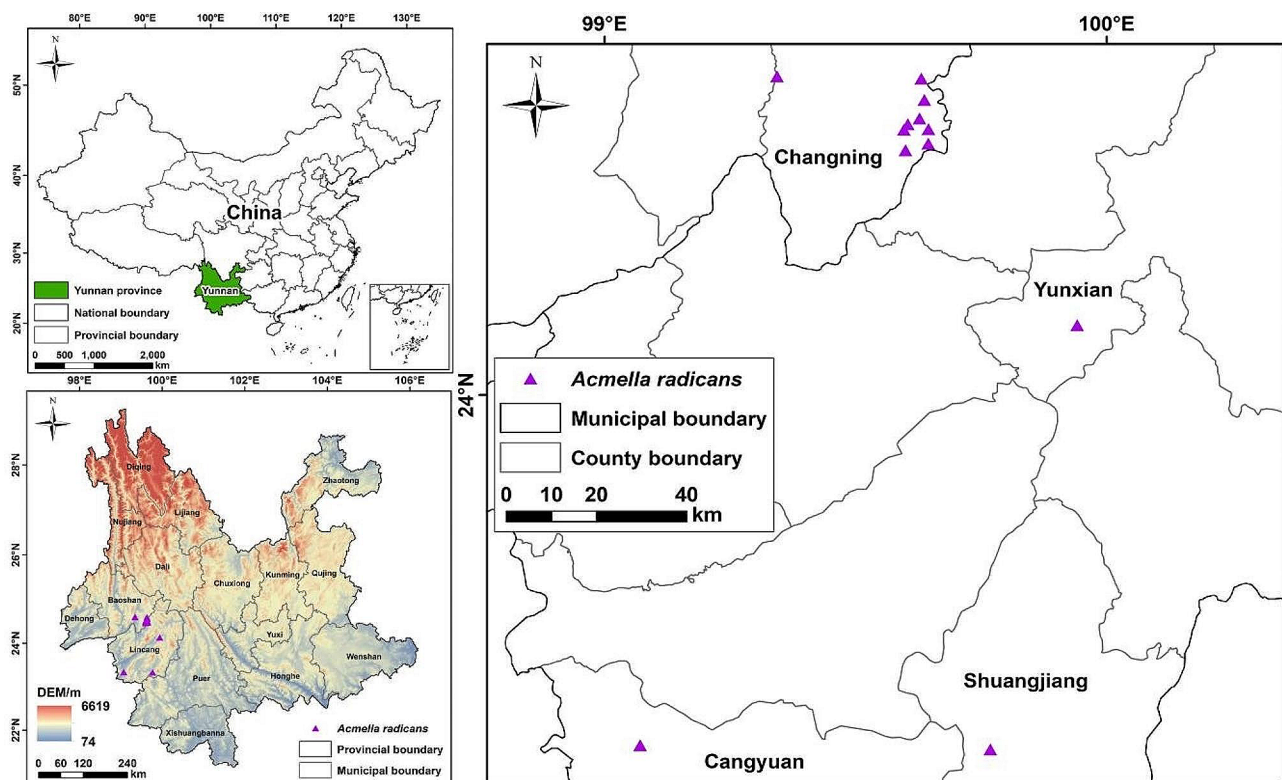 80°E 90°E 100°E 110°E 120°E 130°E
N
50°N
40°N
30°N
20°N
China
Yunnan
Yunnan province
National boundary
Provincial boundary
0 500 1,000 2,000
km
98°E 100°E 102°E 104°E 106°E
N
28°N
26°N
24°N
22°N
Diqing
Zhaotong
Nujiang
Lijiang
Dali
Chuxiong
Kunming
Qujing
Baoshan
Dehong
Yuxi
Lincang
Wenshan
Puer
Honghe
Xishuangbanna
DEM/m
6619
74
Acmella radicans
Provincial boundary
Municipal boundary
0 60 120 240
km
99°E 100°E
N
24°N
Changning
Yunxian
Acmella radicans
Municipal boundary
County boundary
0 10 20 40
km
Shuangjiang
Cangyuan